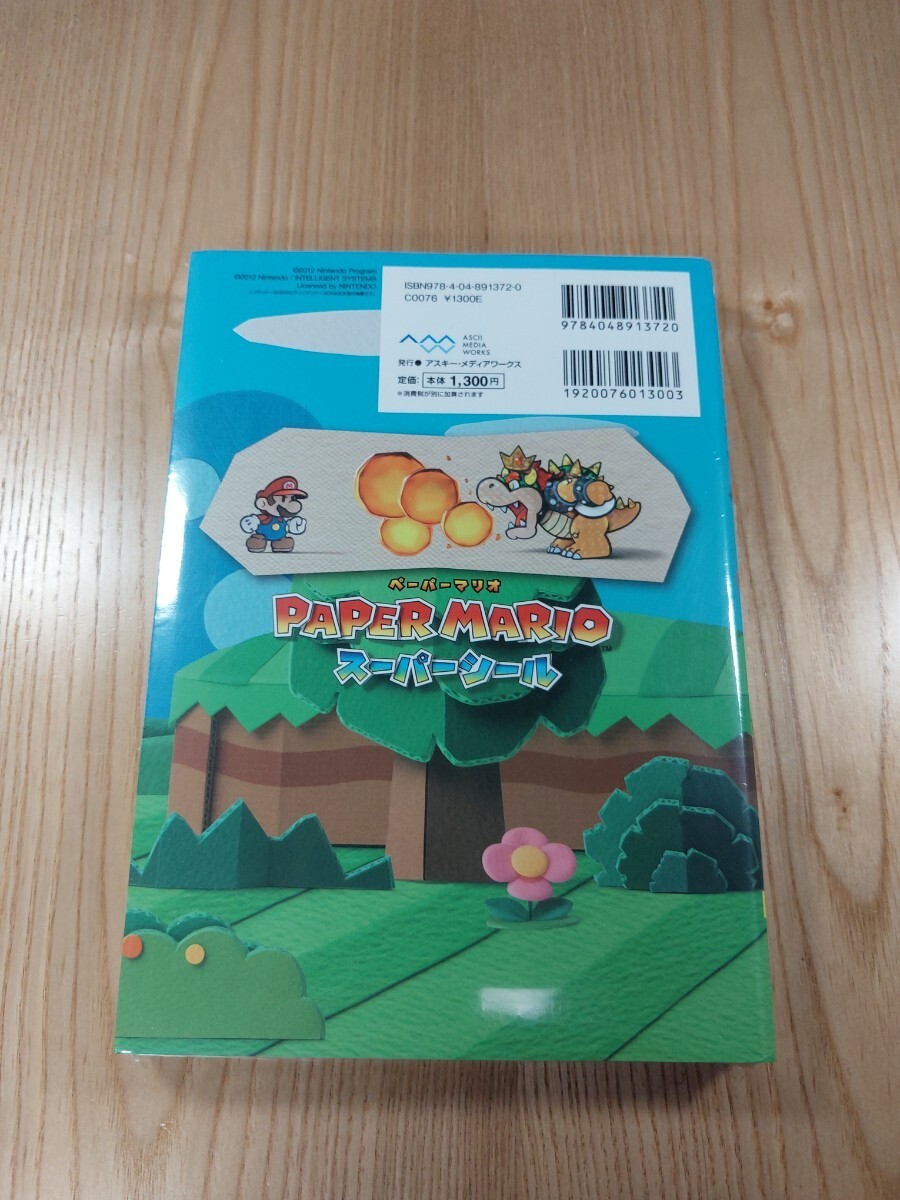 ©2012 Nintendo Program
©2012 Nintendo / INTELLIGENT SYSTEMS
Licensed by NINTENDO
ISBN978-4-04-891372-0
C0076 ¥1300E
9784048913720
ASCII
MEDIA
WORKS
発行● アスキー・メディアワークス
定価: 本体 1,300円
※消費税が別に加算されます
1920076013003
M
ペーパーマリオ
PAPER MARIO™
スーパーシール